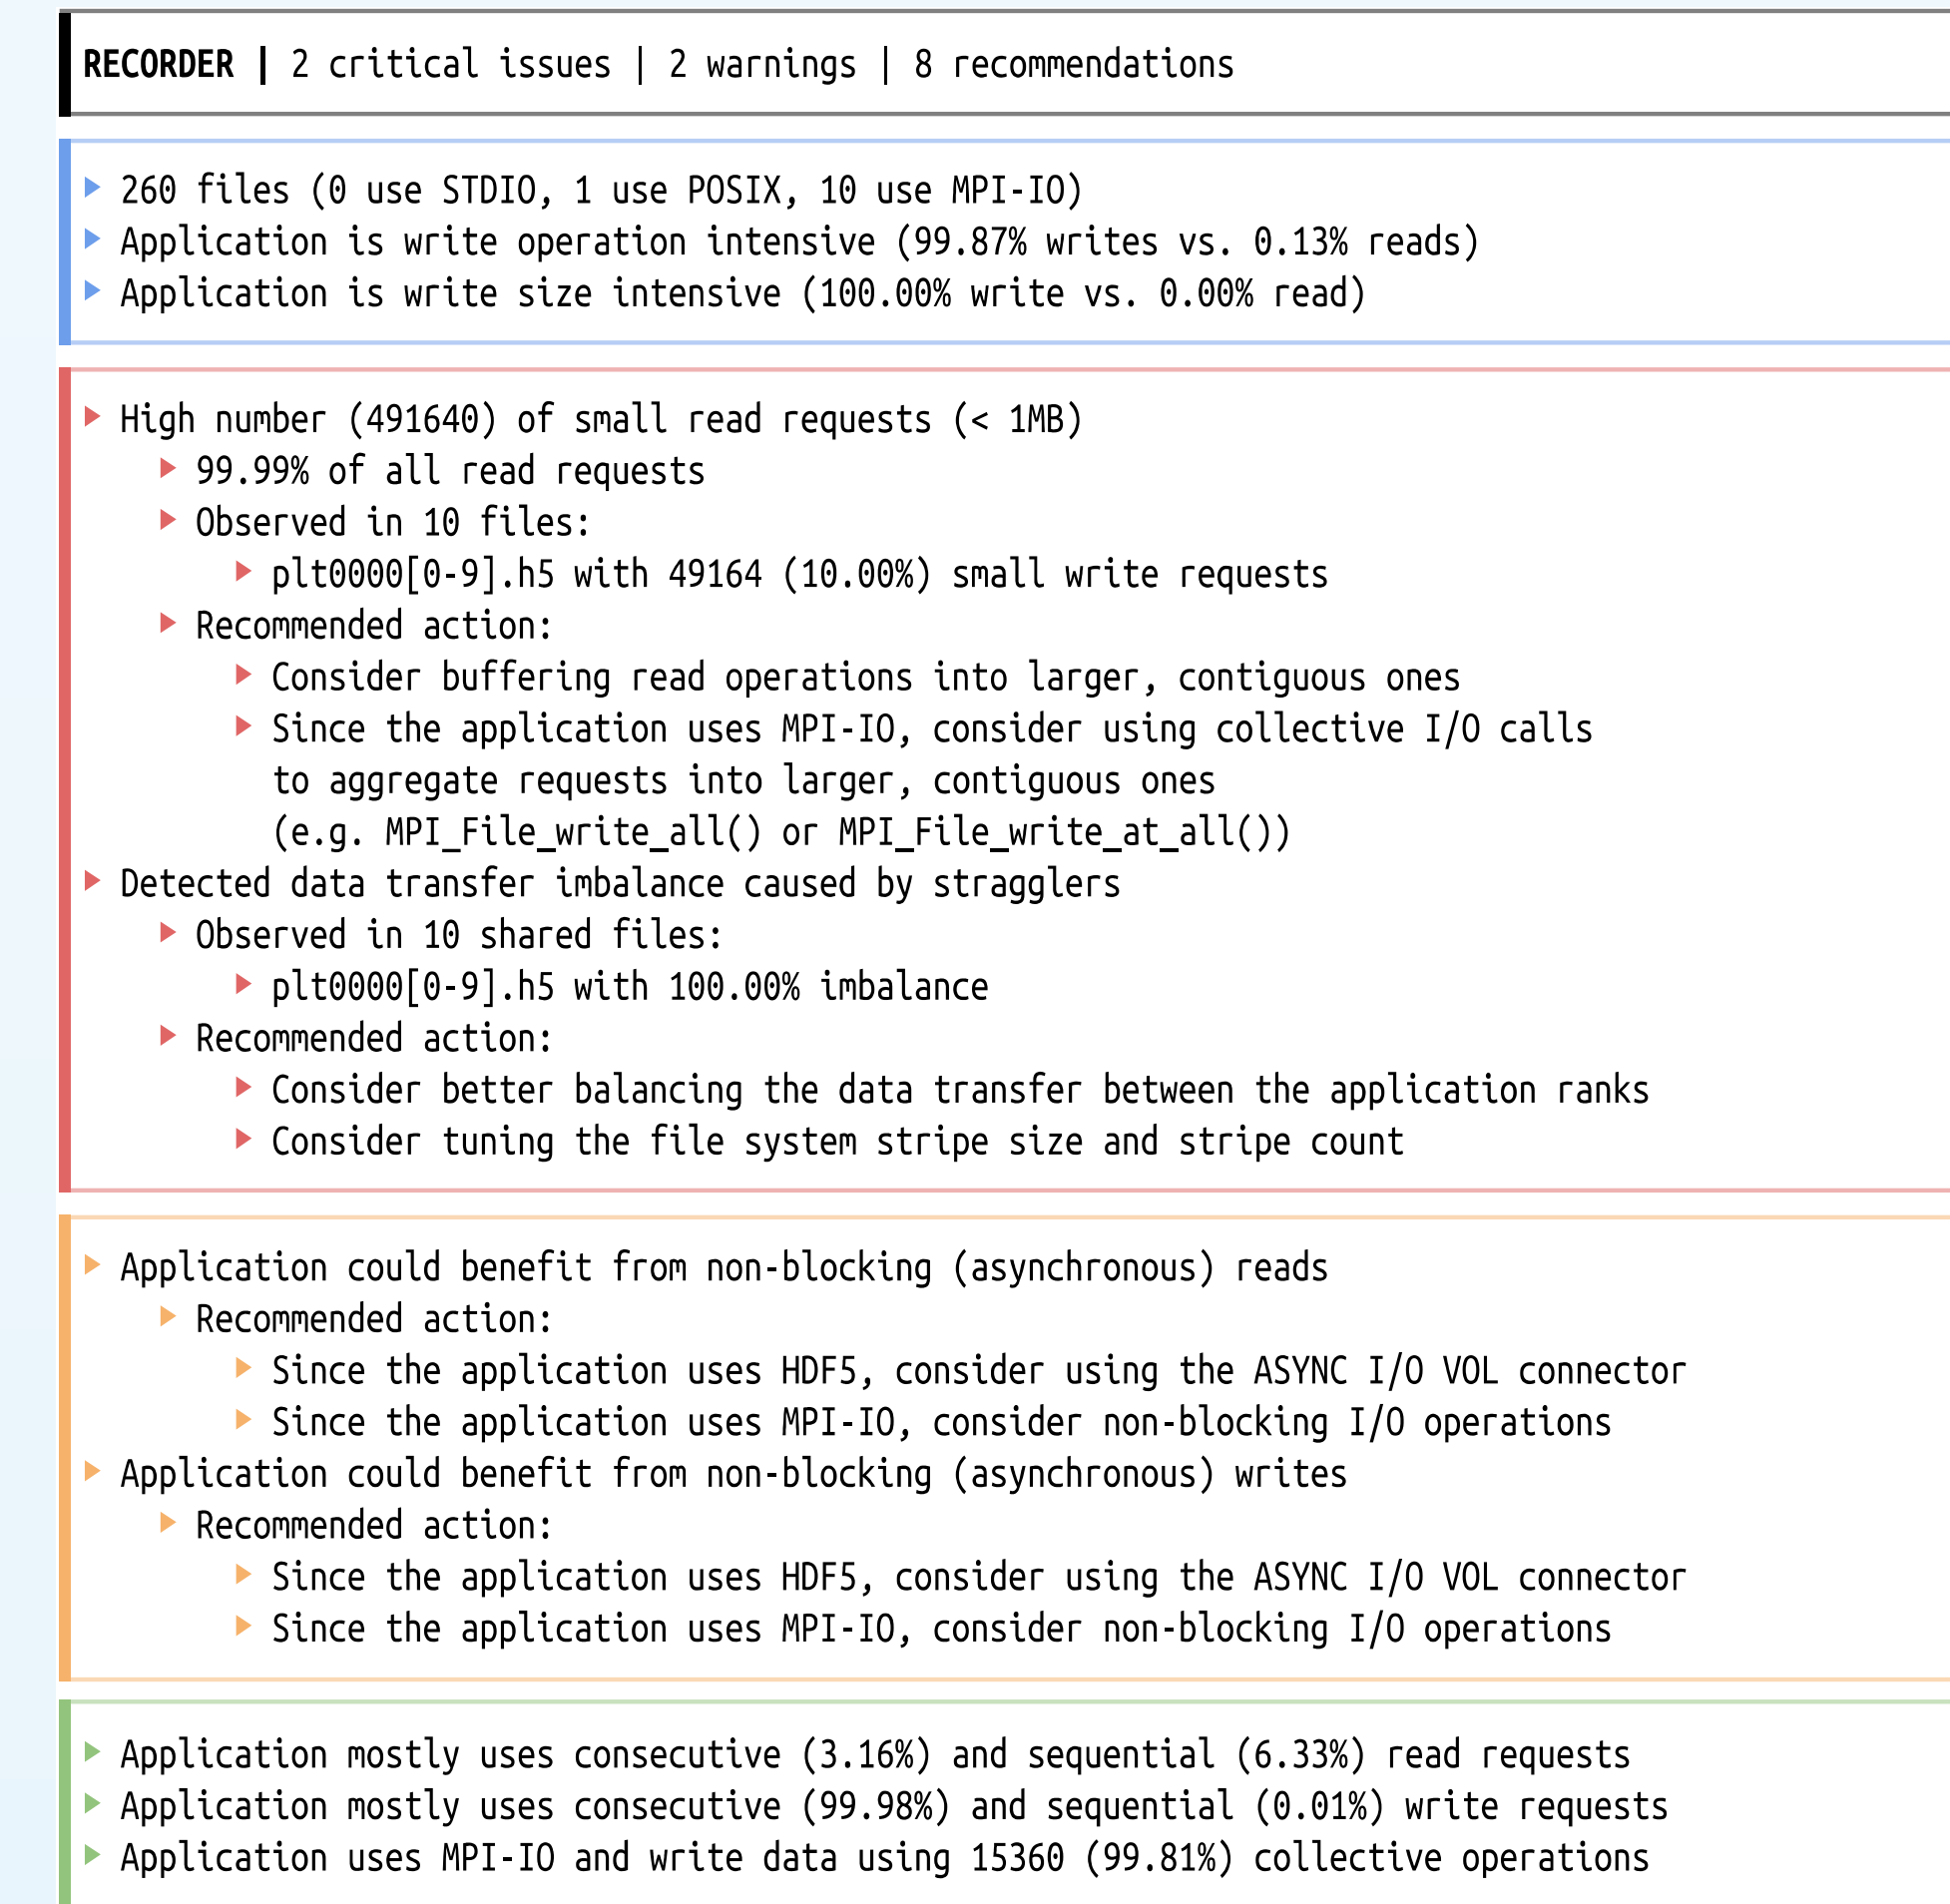 RECORDER | 2 critical issues | 2 warnings | 8 recommendations
260 files (0 use STDIO, 1 use POSIX, 10 use MPI-IO)
Application is write operation intensive (99.87% writes vs. 0.13% reads)
Application is write size intensive (100.00% write vs. 0.00% read)
High number (491640) of small read requests (< 1MB)
99.99% of all read requests
Observed in 10 files:
plt0000[0-9].h5 with 49164 (10.00%) small write requests
Recommended action:
Consider buffering read operations into larger, contiguous ones
Since the application uses MPI-IO, consider using collective I/O calls
to aggregate requests into larger, contiguous ones
(e.g. MPI_File_write_all() or MPI_File_write_at_all())
Detected data transfer imbalance caused by stragglers
Observed in 10 shared files:
plt0000[0-9].h5 with 100.00% imbalance
Recommended action:
Consider better balancing the data transfer between the application ranks
Consider tuning the file system stripe size and stripe count
Application could benefit from non-blocking (asynchronous) reads
Recommended action:
Since the application uses HDF5, consider using the ASYNC I/O VOL connector
Since the application uses MPI-IO, consider non-blocking I/O operations
Application could benefit from non-blocking (asynchronous) writes
Recommended action:
Since the application uses HDF5, consider using the ASYNC I/O VOL connector
Since the application uses MPI-IO, consider non-blocking I/O operations
Application mostly uses consecutive (3.16%) and sequential (6.33%) read requests
Application mostly uses consecutive (99.98%) and sequential (0.01%) write requests
Application uses MPI-IO and write data using 15360 (99.81%) collective operations